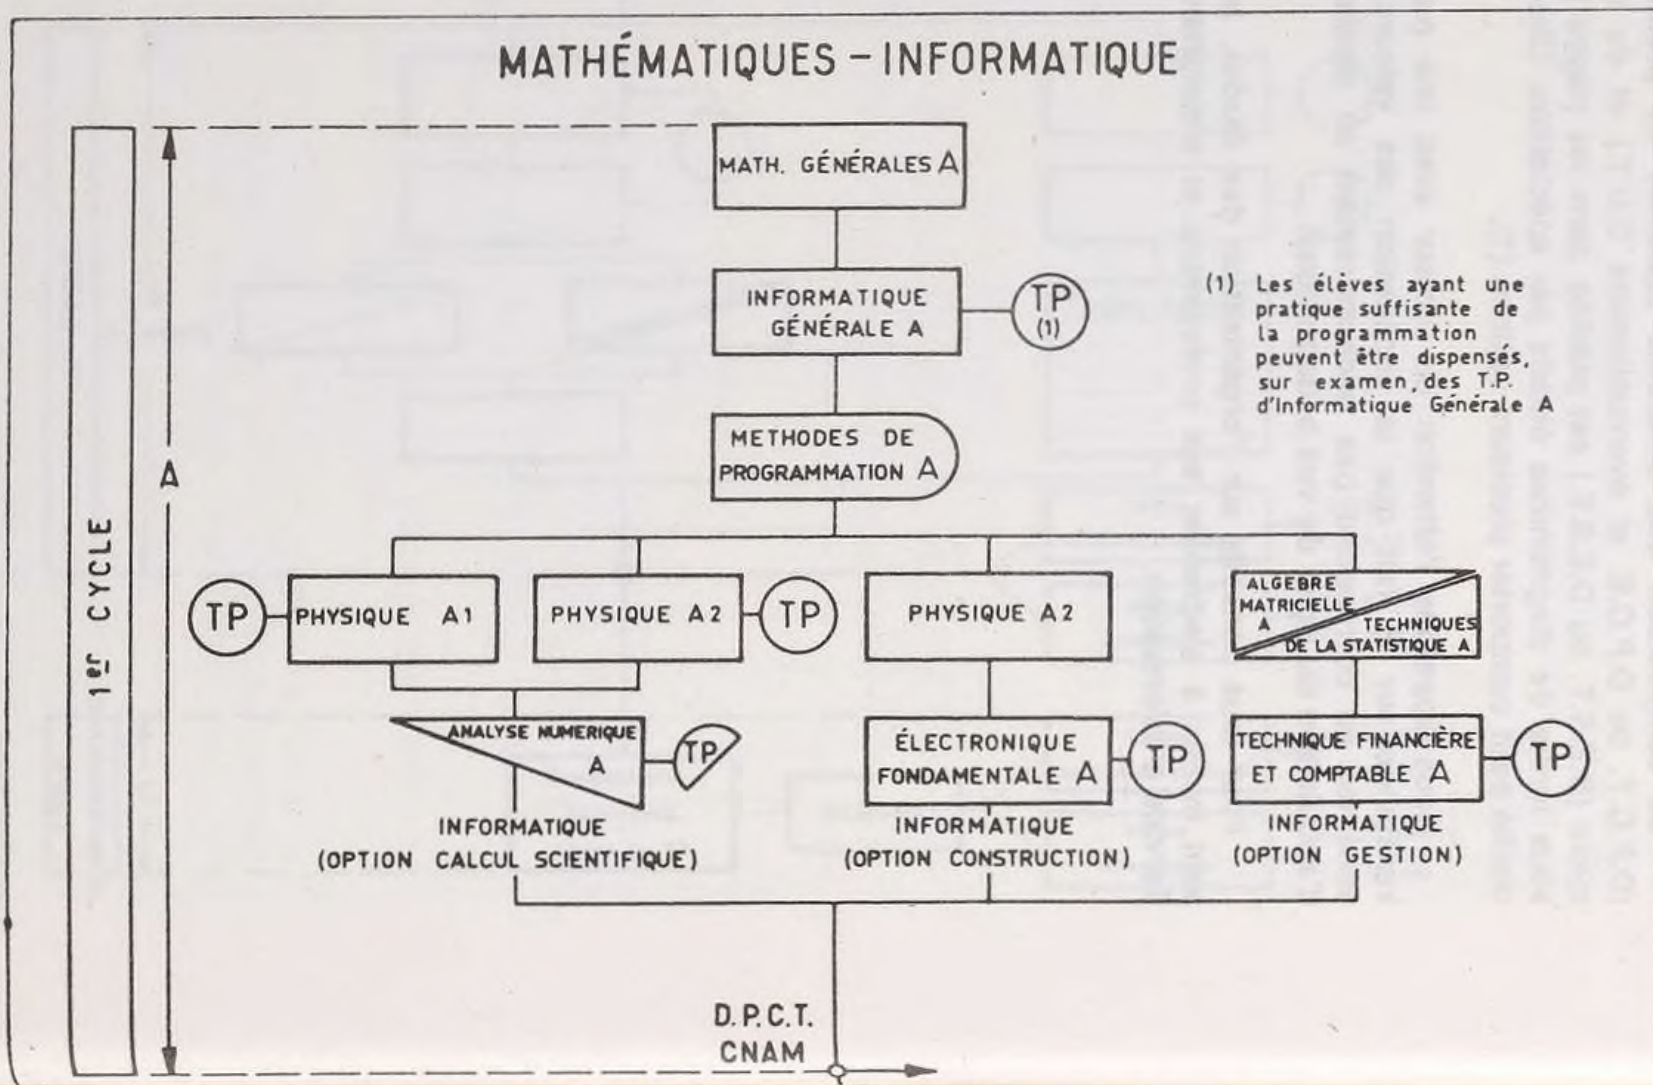 MATHÉMATIQUES - INFORMATIQUE
MATH. GÉNÉRALES A
INFORMATIQUE
GÉNÉRALE A
TP
(1)
(1) Les élèves ayant une
pratique suffisante de
la programmation
peuvent être dispensés,
sur examen, des T.P.
d'Informatique Générale A
METHODES DE
PROGRAMMATION A
1er CYCLE
A
TP
PHYSIQUE A1
PHYSIQUE A2
TP
PHYSIQUE A2
ALGEBRE
MATRICIELLE
A
TECHNIQUES
DE LA STATISTIQUE A
ANALYSE NUMERIQUE
A
TP
ÉLECTRONIQUE
FONDAMENTALE A
TP
TECHNIQUE FINANCIÈRE
ET COMPTABLE A
TP
INFORMATIQUE
(OPTION CALCUL SCIENTIFIQUE)
INFORMATIQUE
(OPTION CONSTRUCTION)
INFORMATIQUE
(OPTION GESTION)
D.P.C.T.
CNAM